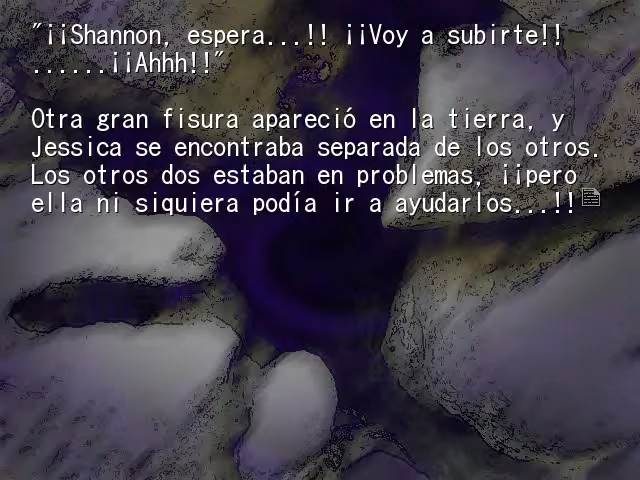 "¡¡Shannon, espera...!! ¡¡Voy a subirte!!
......¡¡Ahhh!!"
Otra gran fisura apareció en la tierra, y
Jessica se encontraba separada de los otros.
Los otros dos estaban en problemas, ¡¡pero
ella ni siquiera podía ir a ayudarlos...!!